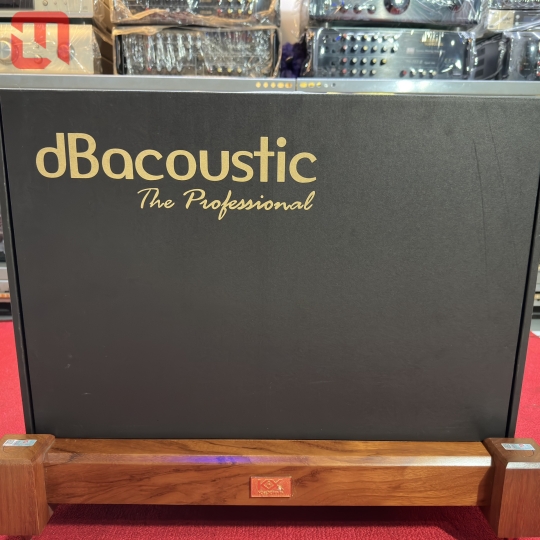 dBacoustic
The Professional